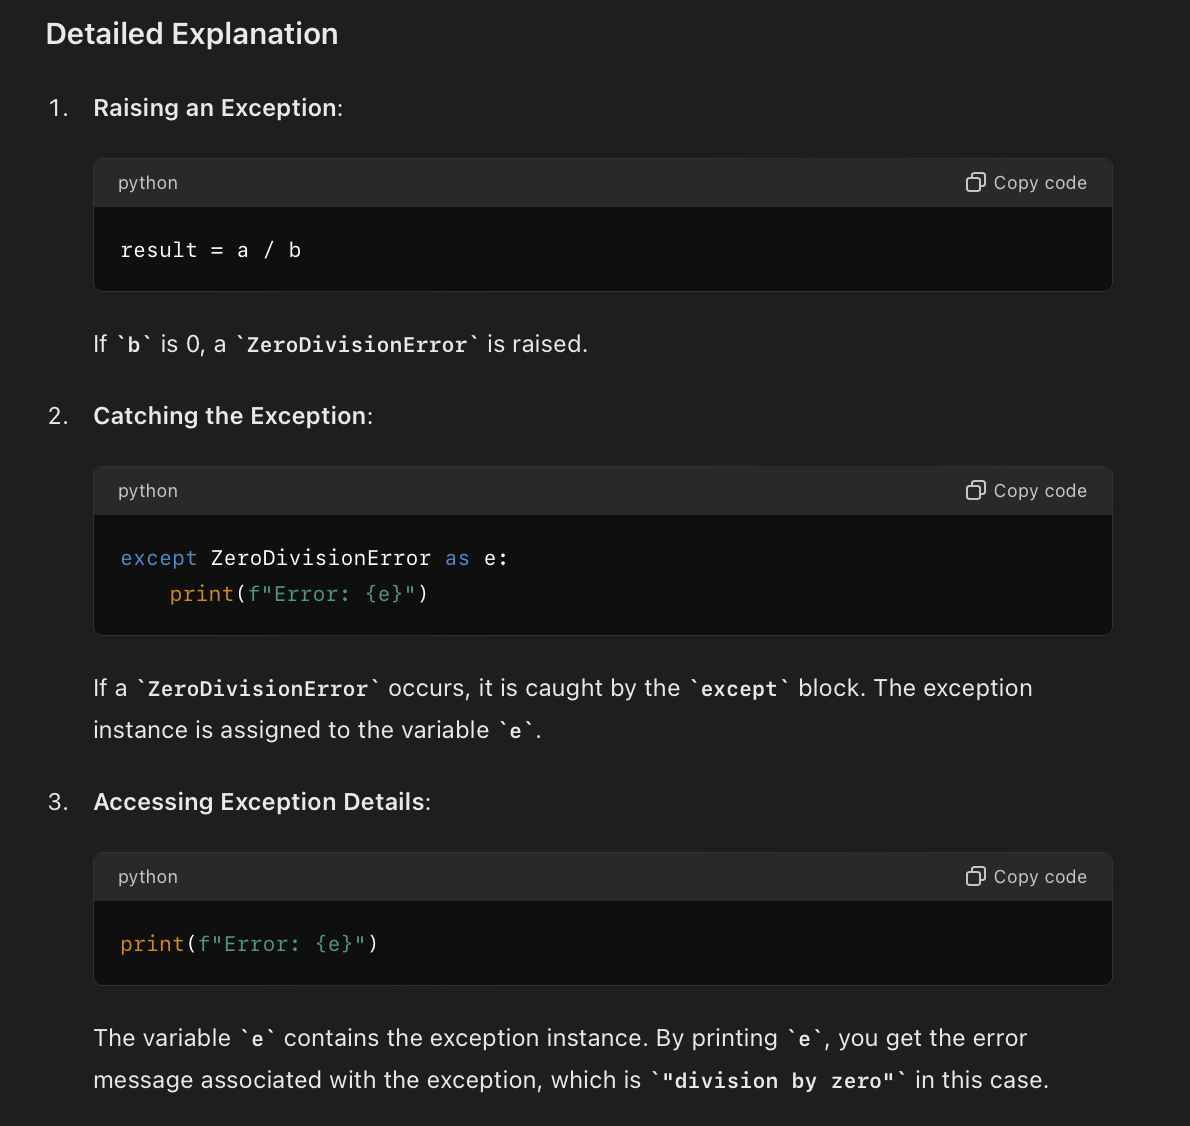 Detailed Explanation
1. Raising an Exception:
python Copy code
result = a / b
If `b` is 0, a `ZeroDivisionError` is raised.
2. Catching the Exception:
python Copy code
except ZeroDivisionError as e:
    print(f"Error: {e}")
If a `ZeroDivisionError` occurs, it is caught by the `except` block. The exception
instance is assigned to the variable `e`.
3. Accessing Exception Details:
python Copy code
print(f"Error: {e}")
The variable `e` contains the exception instance. By printing `e`, you get the error
message associated with the exception, which is `"division by zero"` in this case.